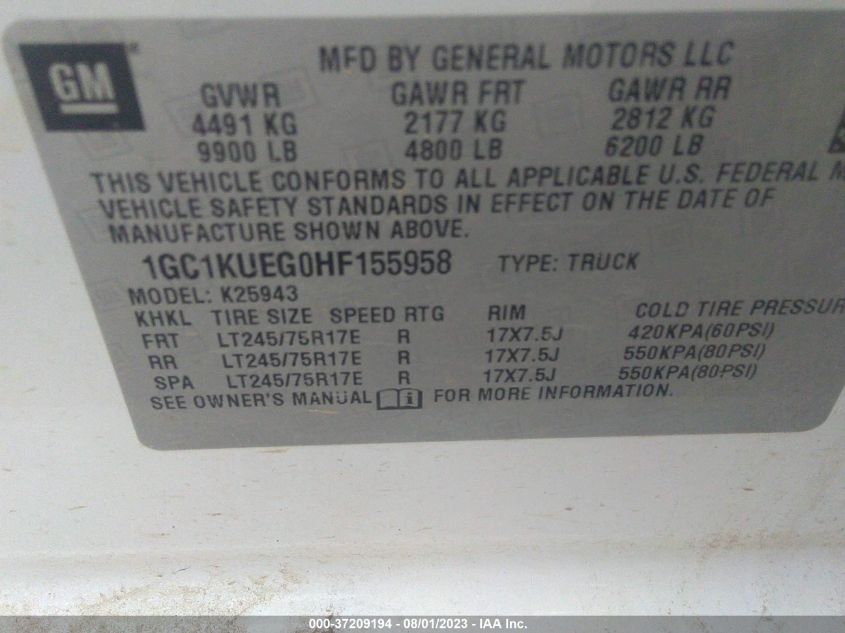 GM
MFD BY GENERAL MOTORS LLC
GVWR GAWR FRT GAWR RR
4491 KG 2177 KG 2812 KG
9900 LB 4800 LB 6200 LB
THIS VEHICLE CONFORMS TO ALL APPLICABLE U.S. FEDERAL M
VEHICLE SAFETY STANDARDS IN EFFECT ON THE DATE OF
MANUFACTURE SHOWN ABOVE.
1GC1KUEG0HF155958 TYPE: TRUCK
MODEL: K25943
KHKL TIRE SIZE SPEED RTG RIM COLD TIRE PRESSUR
FRT LT245/75R17E R 17X7.5J 420KPA(60PSI)
RR LT245/75R17E R 17X7.5J 550KPA(80PSI)
SPA LT245/75R17E R 17X7.5J 550KPA(80PSI)
SEE OWNER'S MANUAL FOR MORE INFORMATION.
000-37209194 - 08/01/2023 - IAA Inc.